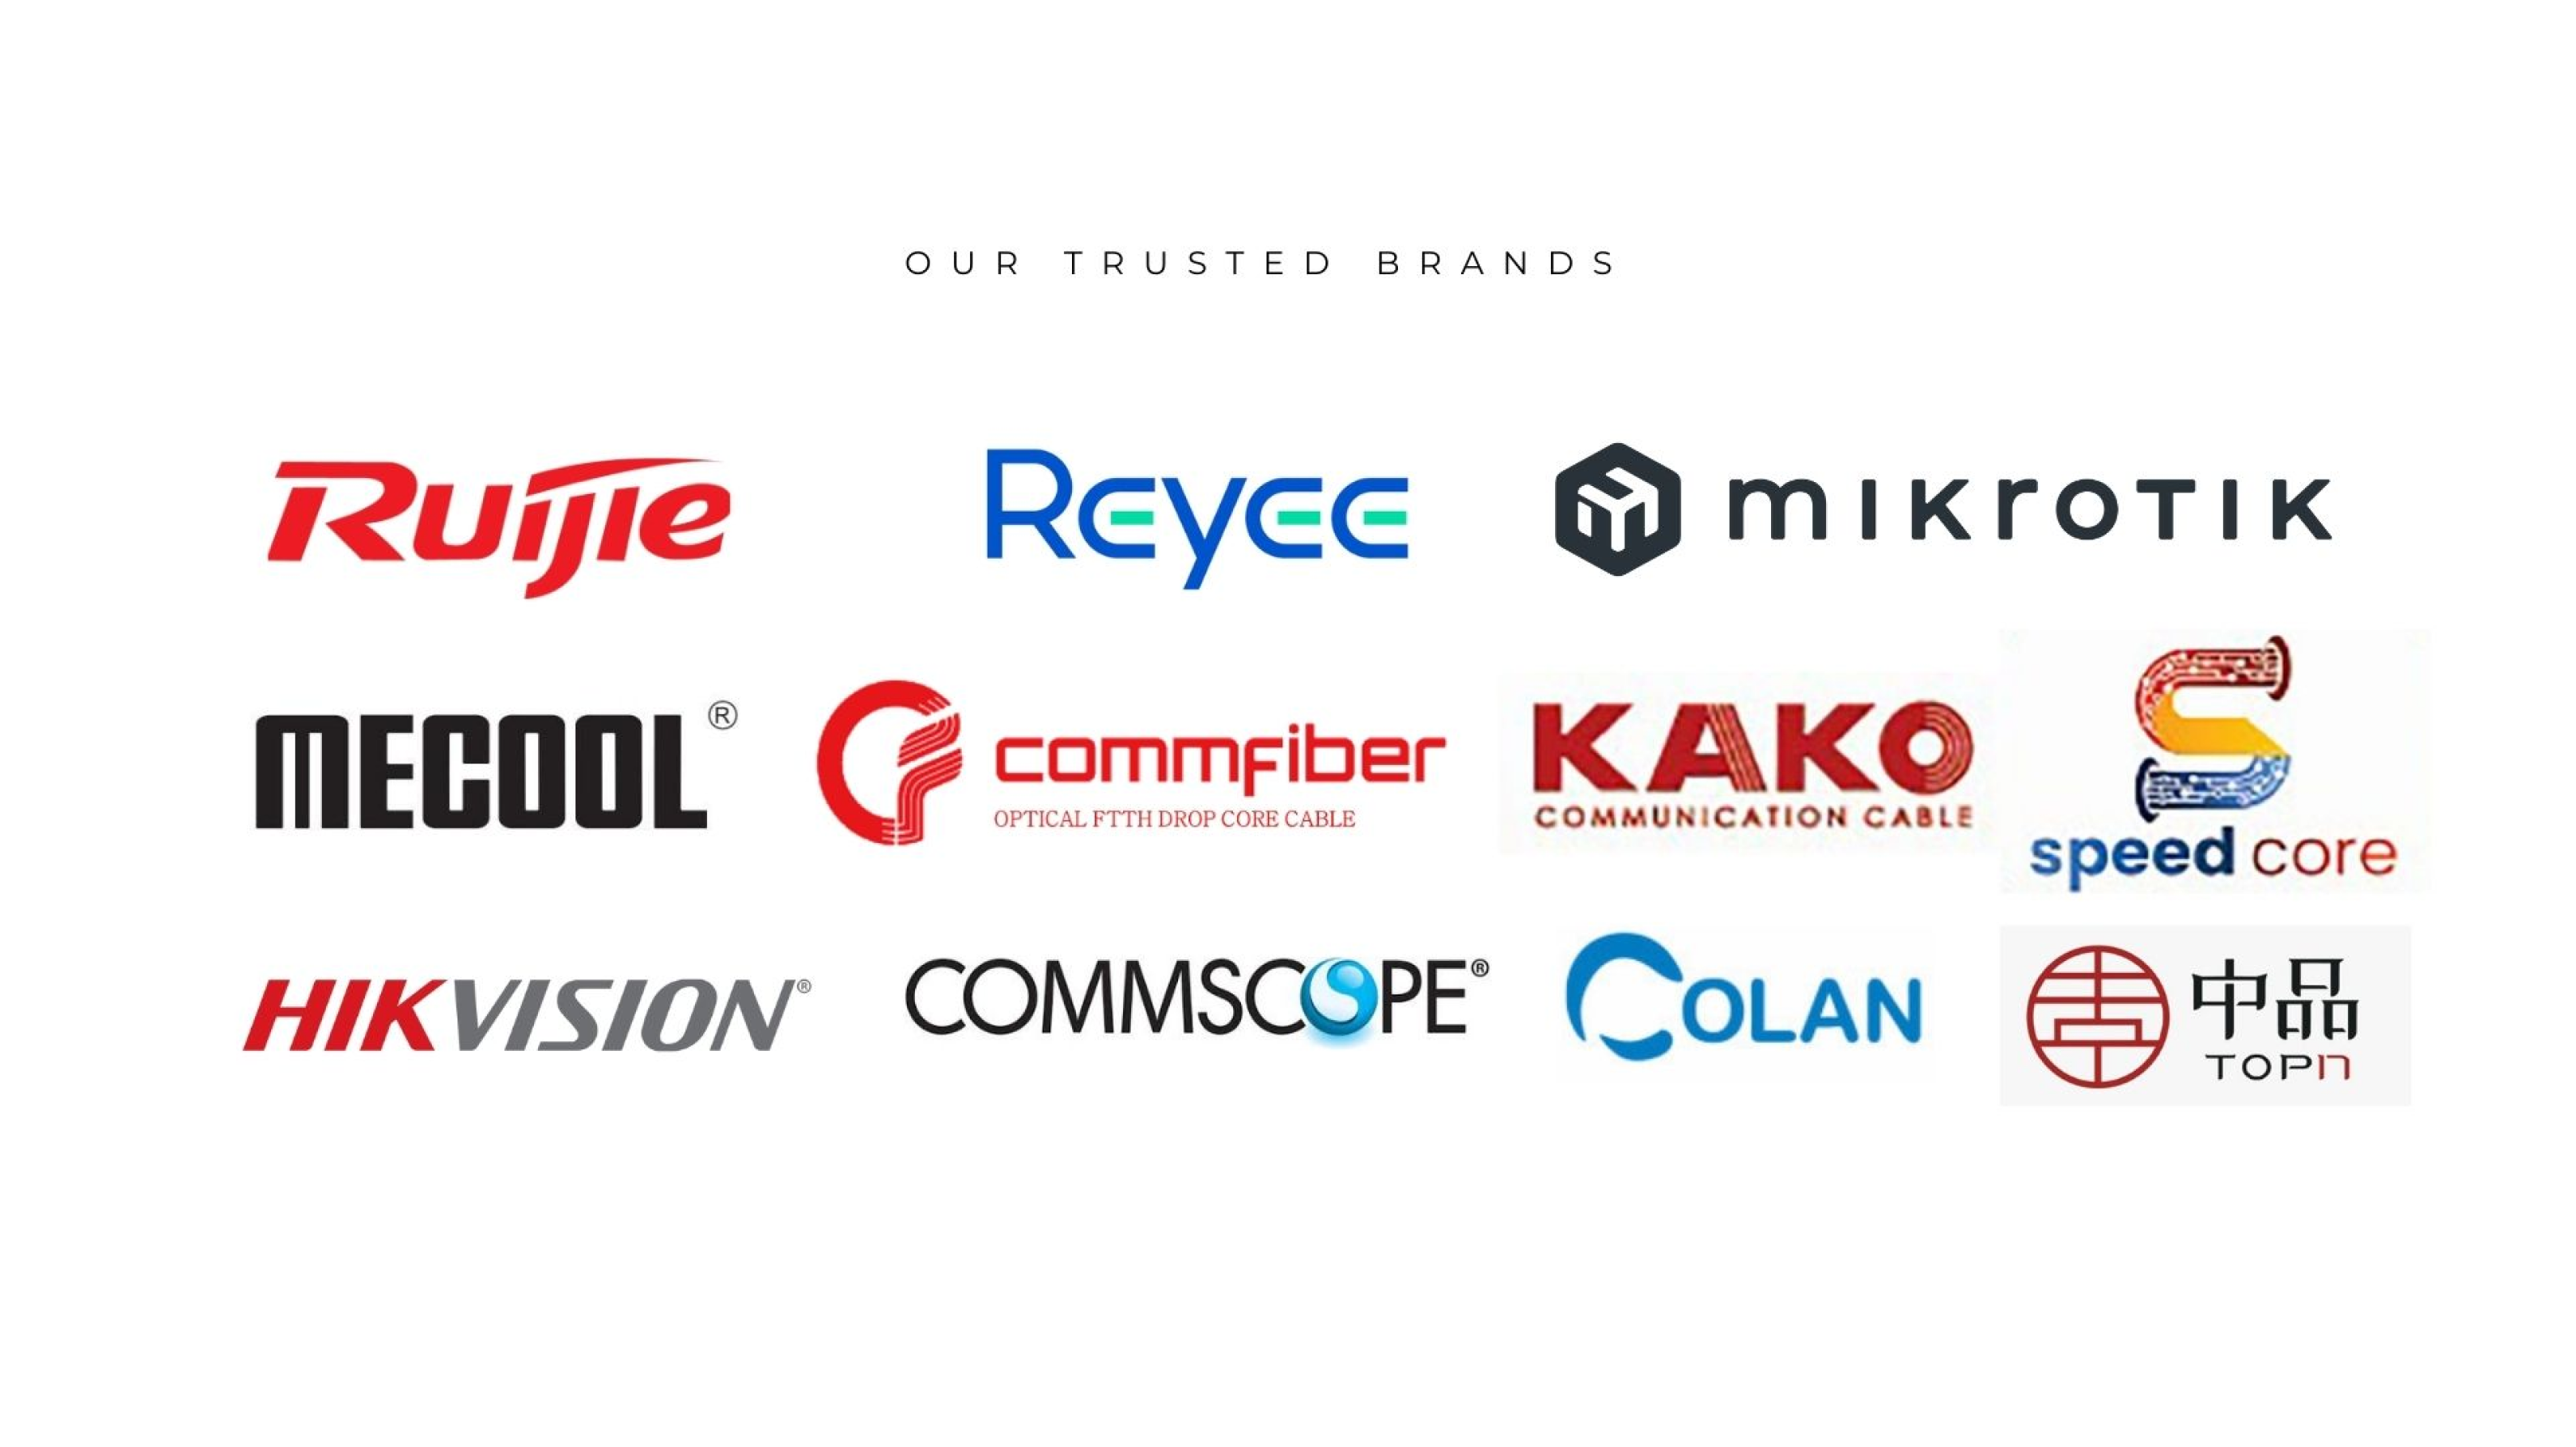 OUR TRUSTED BRANDS
Ruijie
Reyee
mikrotik
MECOOL®
commfiber
OPTICAL FTTH DROP CORE CABLE
KAKO
COMMUNICATION CABLE
speed core
HIKVISION®
COMMSCOPE®
COLAN
中品
TOPIN